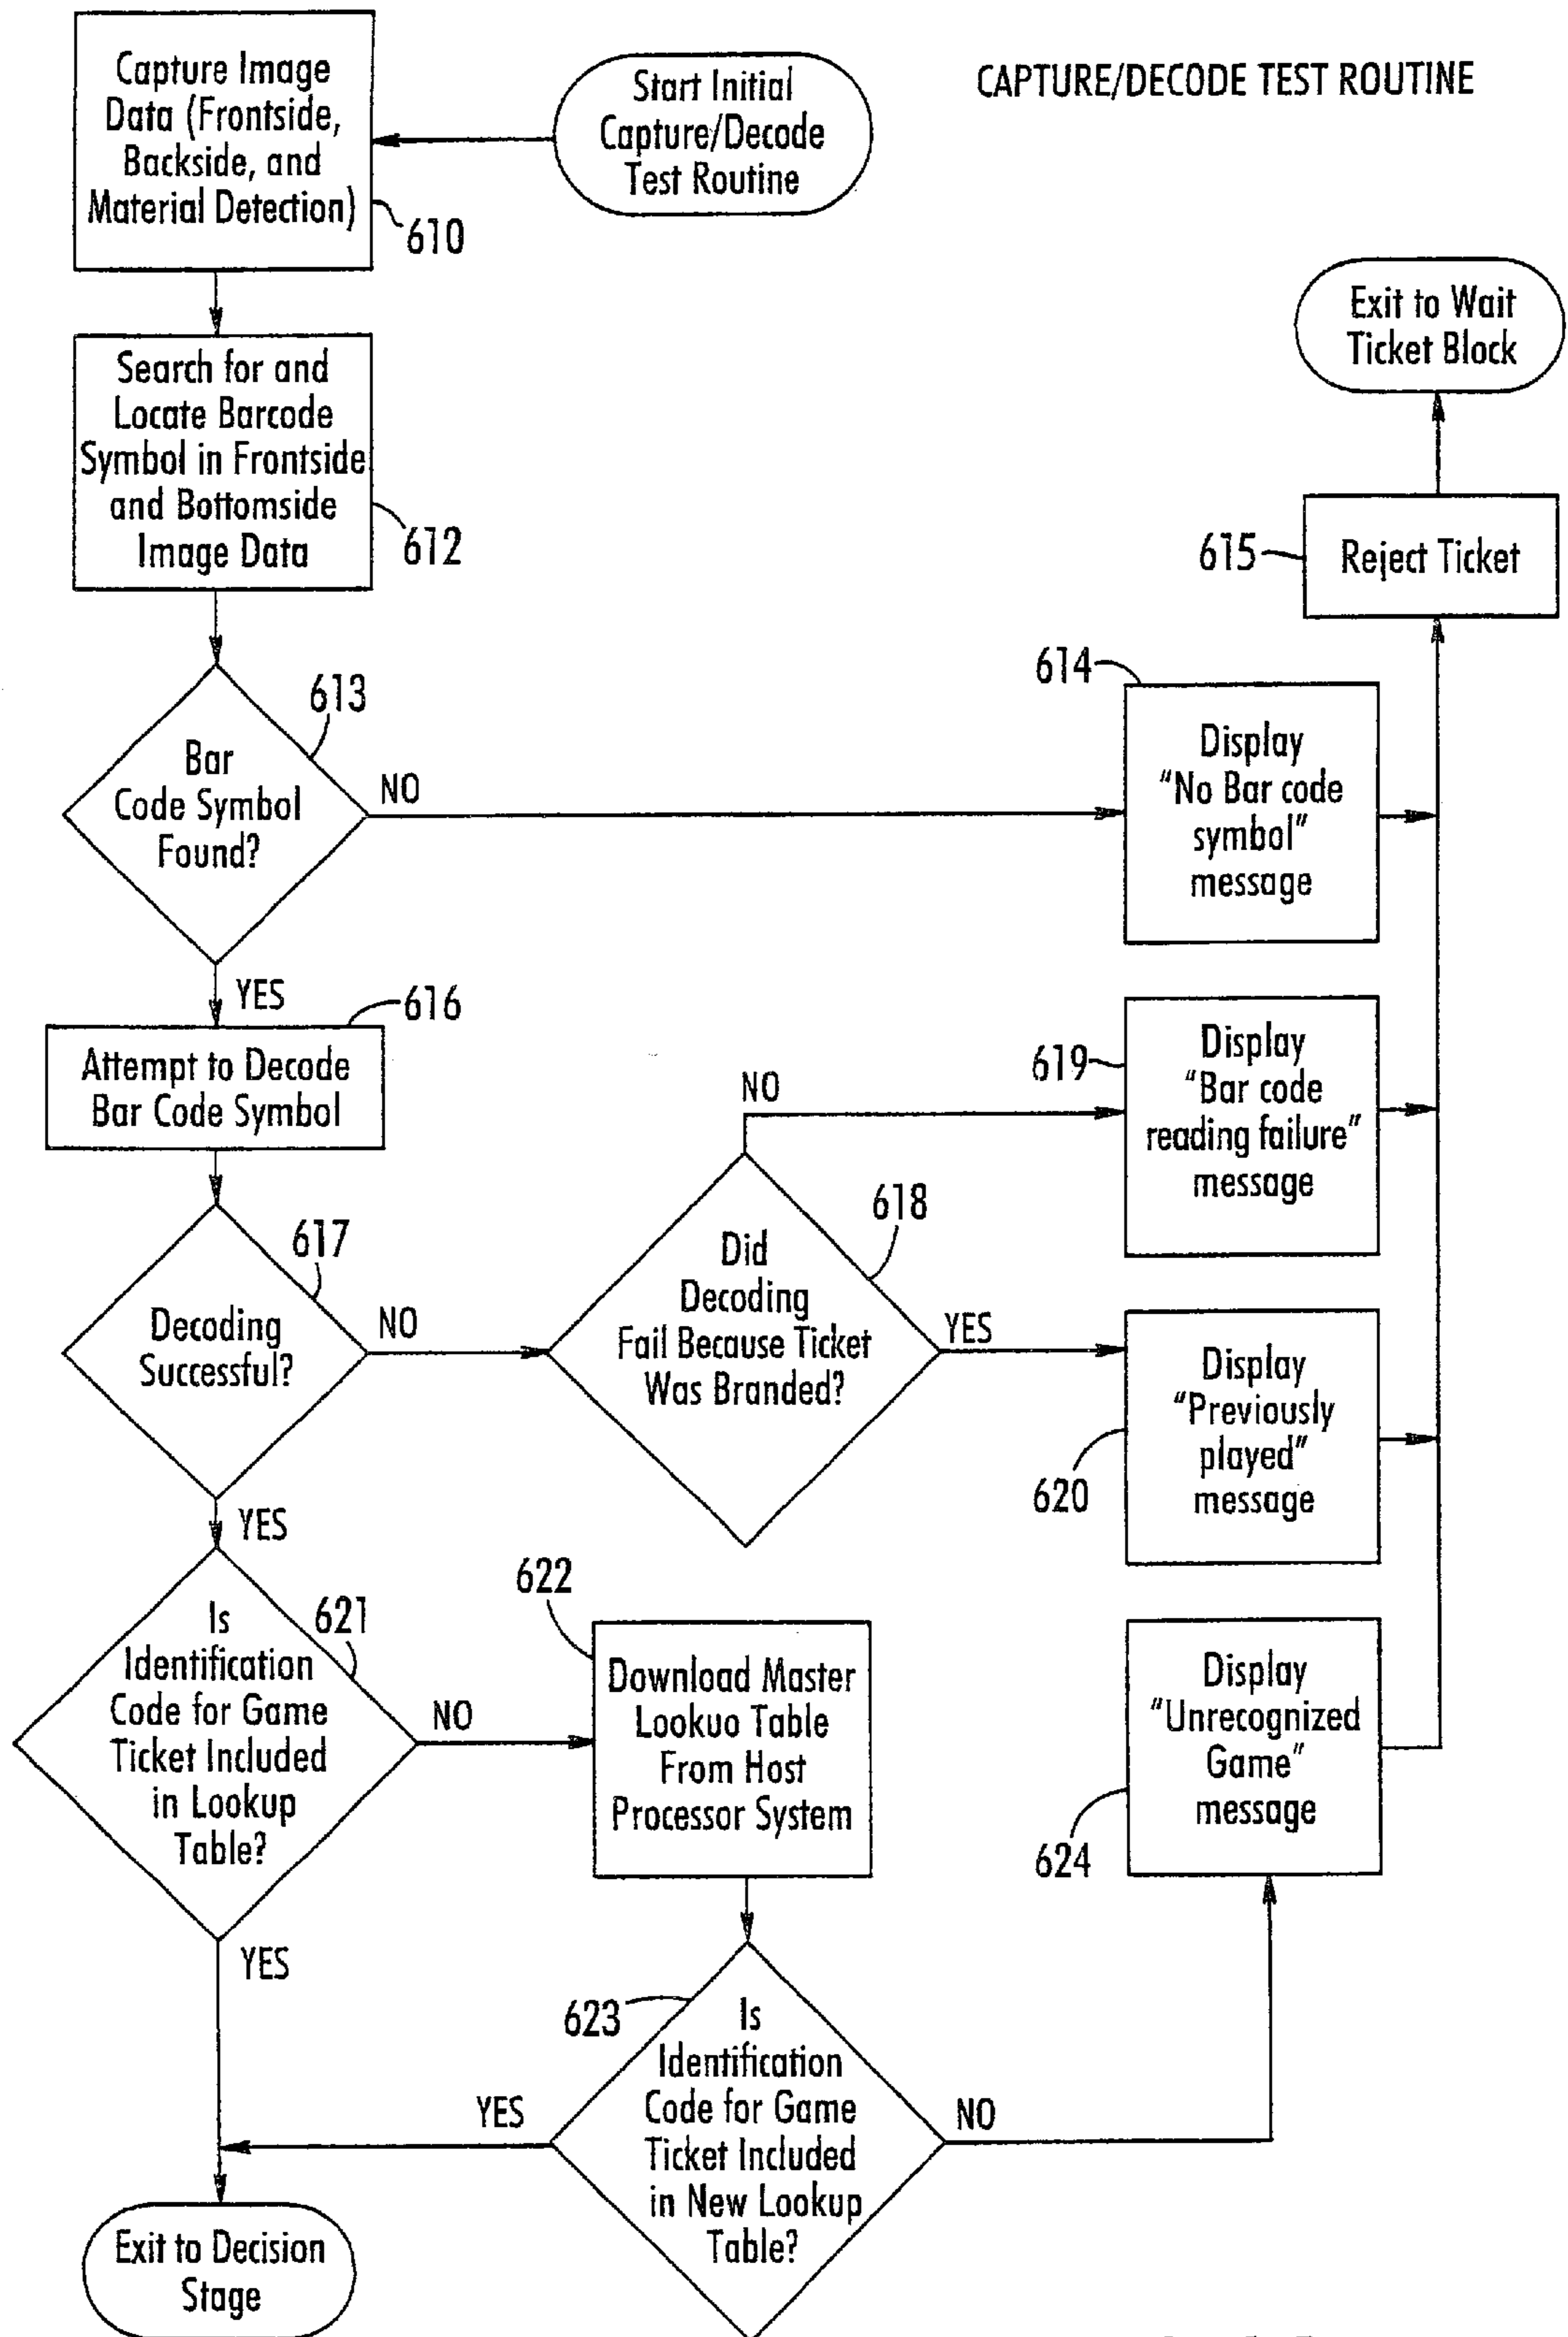 CAPTURE/DECODE TEST ROUTINE
Start Initial
Capture/Decode
Test Routine
Capture Image
Data (Frontside,
Backside, and
Material Detection)
610
Search for and
Locate Barcode
Symbol in Frontside
and Bottomside
Image Data
612
Exit to Wait
Ticket Block
615
Reject Ticket
613
Bar
Code Symbol
Found?
NO
614
Display
"No Bar code
symbol"
message
YES
616
Attempt to Decode
Bar Code Symbol
617
Decoding
Successful?
NO
618
Did
Decoding
Fail Because Ticket
Was Branded?
NO
619
Display
"Bar code
reading failure"
message
YES
620
Display
"Previously
played"
message
YES
621
Is
Identification
Code for Game
Ticket Included
in Lookup
Table?
NO
622
Download Master
Lookuo Table
From Host
Processor System
624
Display
"Unrecognized
Game"
message
YES
623
Is
Identification
Code for Game
Ticket Included
in New Lookup
Table?
YES
NO
Exit to Decision
Stage